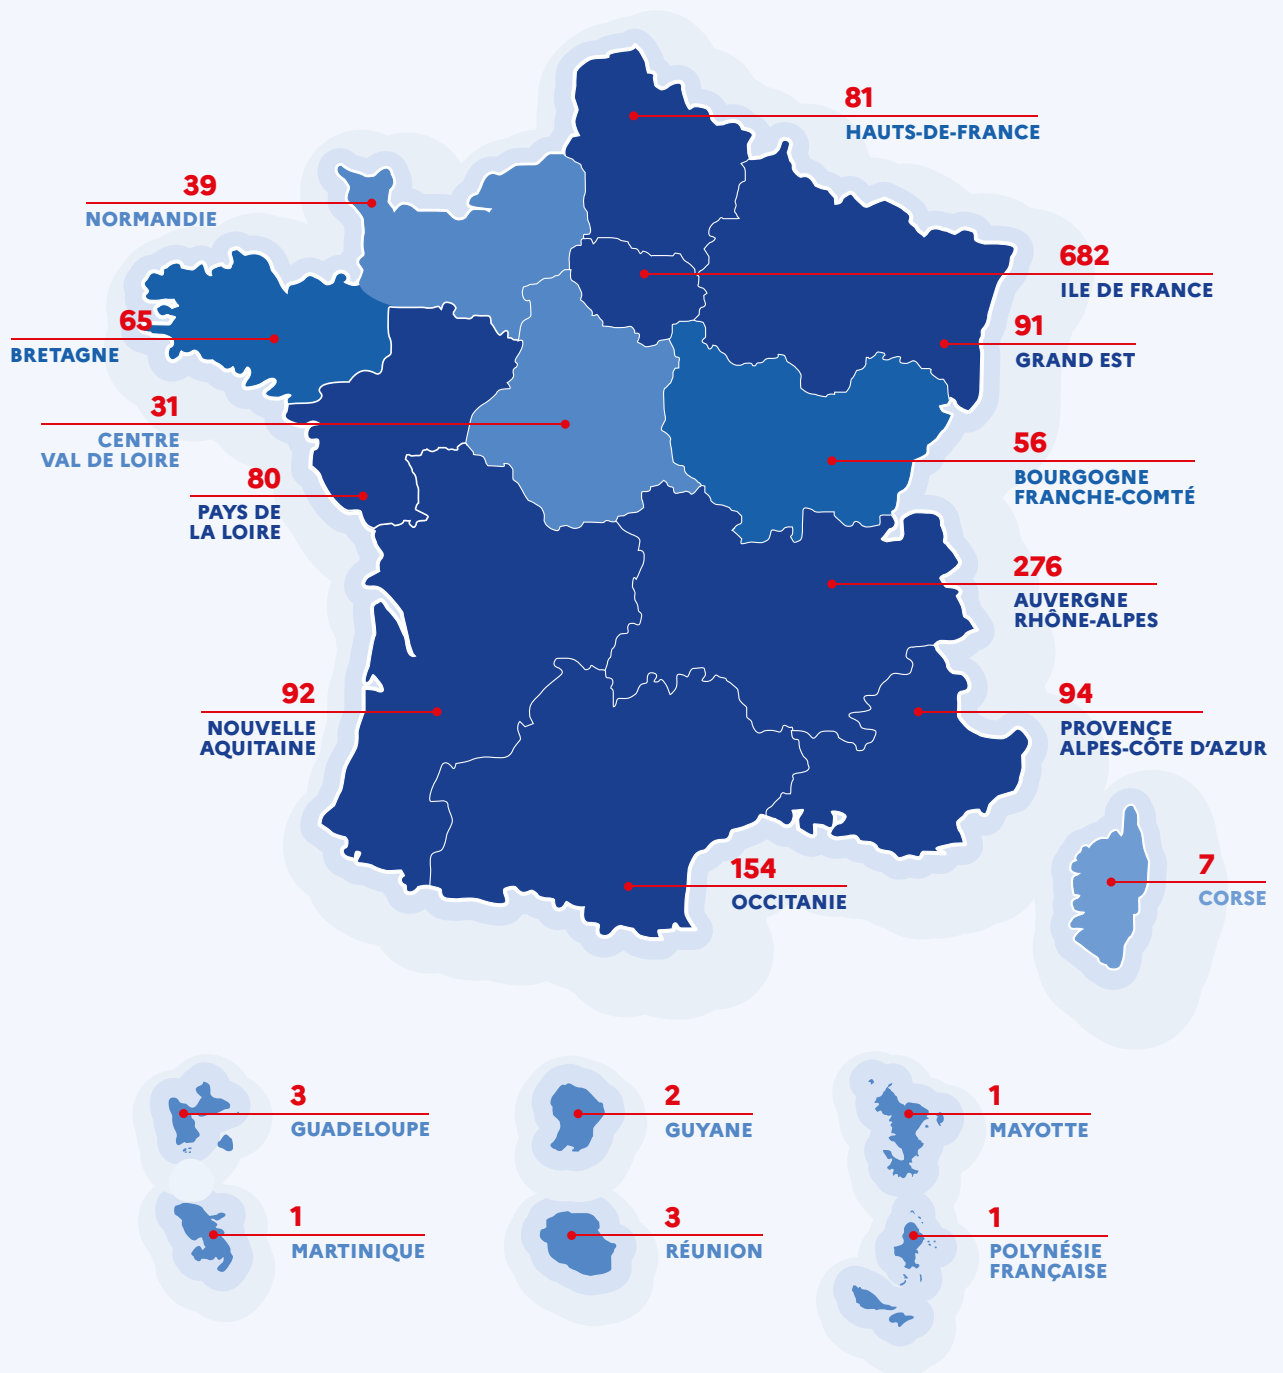 81
HAUTS-DE-FRANCE
39
NORMANDIE
682
ILE DE FRANCE
65
BRETAGNE
91
GRAND EST
31
CENTRE
VAL DE LOIRE
56
BOURGOGNE
FRANCHE-COMTÉ
80
PAYS DE
LA LOIRE
276
AUVERGNE
RHÔNE-ALPES
92
NOUVELLE
AQUITAINE
94
PROVENCE
ALPES-CÔTE D’AZUR
154
OCCITANIE
7
CORSE
3
GUADELOUPE
2
GUYANE
1
MAYOTTE
1
MARTINIQUE
3
RÉUNION
1
POLYNÉSIE
FRANÇAISE